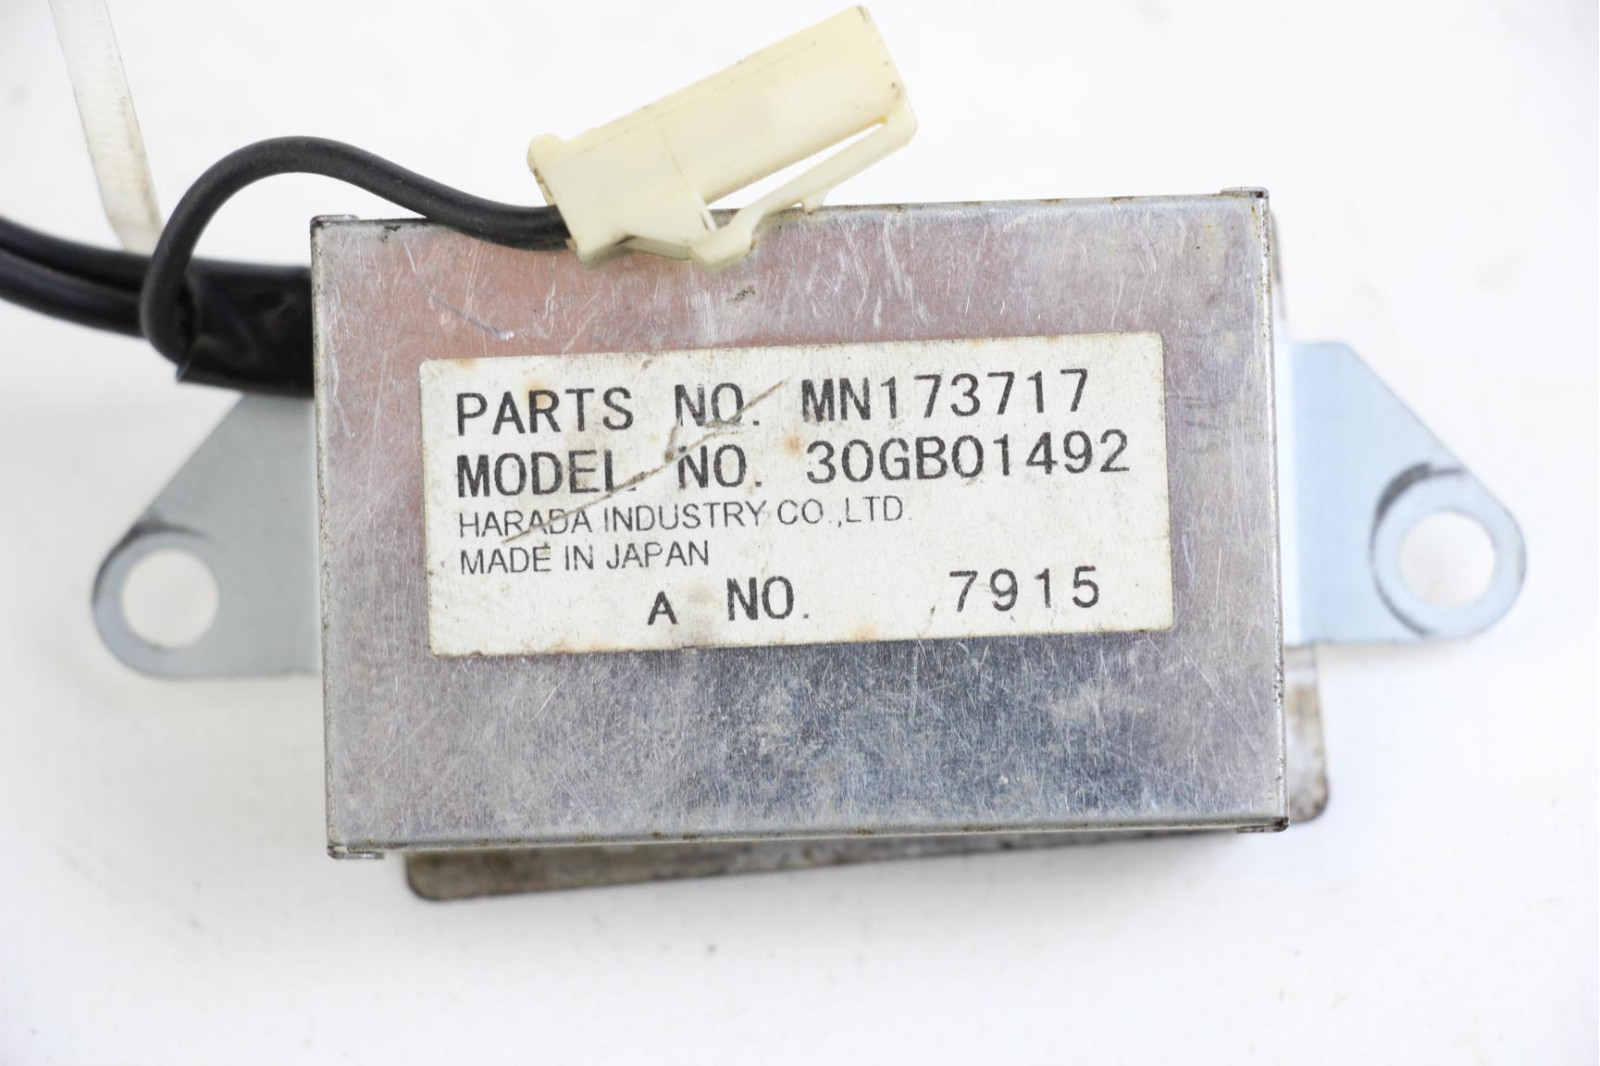 PARTS NO. MN173717
MODEL NO. 30GB01492
HARADA INDUSTRY CO.,LTD.
MADE IN JAPAN
A NO. 7915